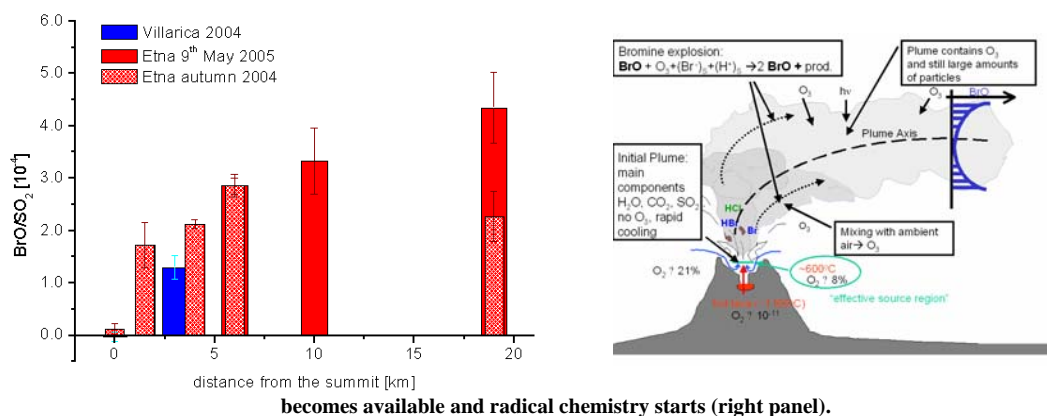 6.0
5.0
4.0
3.0
2.0
1.0
0.0
BrO/SO2 [10-4]
Villarica 2004
Etna 9th May 2005
Etna autumn 2004
0 5 10 15 20
distance from the summit [km]
Bromine explosion:
BrO + O3+(Br-)s+(H+)s →2 BrO + prod.
Plume contains O3
and still large amounts
of particles
O3
hν
O3
BrO
Plume Axis
Initial Plume:
main
components
H2O, CO2, SO2
no O3, rapid
cooling
HCl
HBr
Br
O3
Mixing with ambient
air→ O3
O2 ? 21%
~600°C
O2 ? 8%
"effective source region"
O2 ? 10-11
becomes available and radical chemistry starts (right panel).